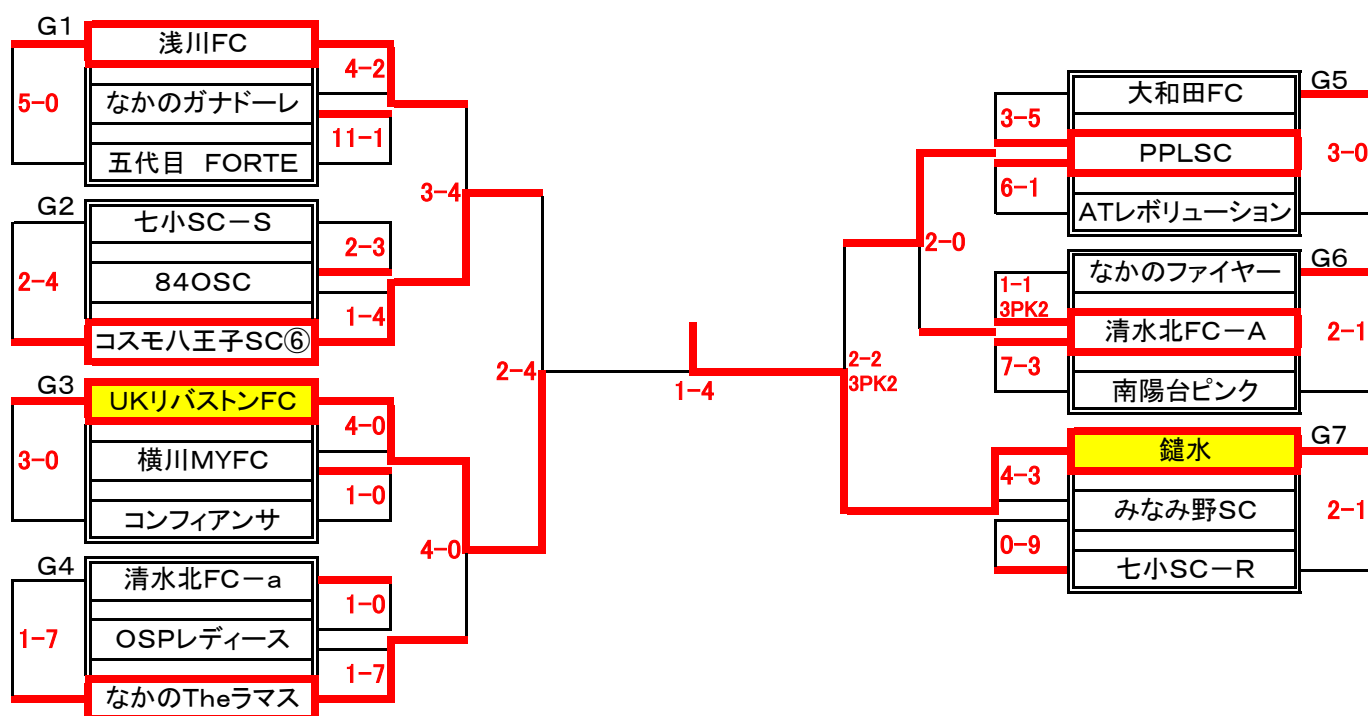 G1
浅川FC
4-2
5-0
なかのガナドーレ
11-1
五代目 FORTE
3-4
G2
七小SC-S
2-3
2-4
84OSC
1-4
コスモ八王子SC⑥
2-4
G3
UKリバストンFC
4-0
3-0
横川MYFC
1-0
コンフィアンサ
4-0
G4
清水北FC-a
1-0
1-7
OSPレディース
1-7
なかのTheラマス
1-4
G5
大和田FC
3-5
PPLSC
3-0
6-1
ATレボリューション
2-0
G6
なかのファイヤー
1-1
3PK2
清水北FC-A
2-1
7-3
南陽台ピンク
2-2
3PK2
G7
鑓水
4-3
みなみ野SC
2-1
0-9
七小SC-R